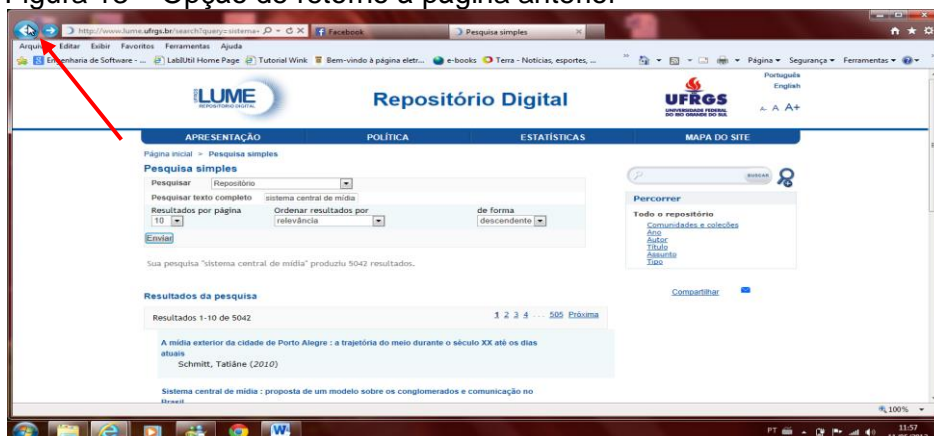 Figura 18 – Opção de retorno à página anterior
http://www.lume.ufrgs.br/search?query=sistema+
Facebook
Pesquisa simples
Editar Exibir Favoritos Ferramentas Ajuda
Engenharia de Software - ... LabIUtil Home Page Tutorial Wink Bem-vindo à página eletr... e-books Terra - Notícias, esportes, ...
Página Segurança Ferramentas
Português
English
LUME
REPOSITÓRIO DIGITAL
Repositório Digital
UFRGS
UNIVERSIDADE FEDERAL
DO RIO GRANDE DO SUL
A A A+
APRESENTAÇÃO POLÍTICA ESTATÍSTICAS MAPA DO SITE
Página inicial > Pesquisa simples
Pesquisa simples
Pesquisar Repositório
Pesquisar texto completo sistema central de mídia
Resultados por página Ordenar resultados por de forma
10 relevância descendente
Enviar
Sua pesquisa "sistema central de mídia" produziu 5042 resultados.
BUSCAR
Percorrer
Todo o repositório
Comunidades e coleções
Ano
Autor
Título
Assunto
Tipo
Compartilhar
Resultados da pesquisa
Resultados 1-10 de 5042 1 2 3 4 ... 505 Próxima
A mídia exterior da cidade de Porto Alegre : a trajetória do meio durante o século XX até os dias
atuais
Schmitt, Tatiâne (2010)
Sistema central de mídia : proposta de um modelo sobre os conglomerados e comunicação no
Brasil
100%
PT
11:57